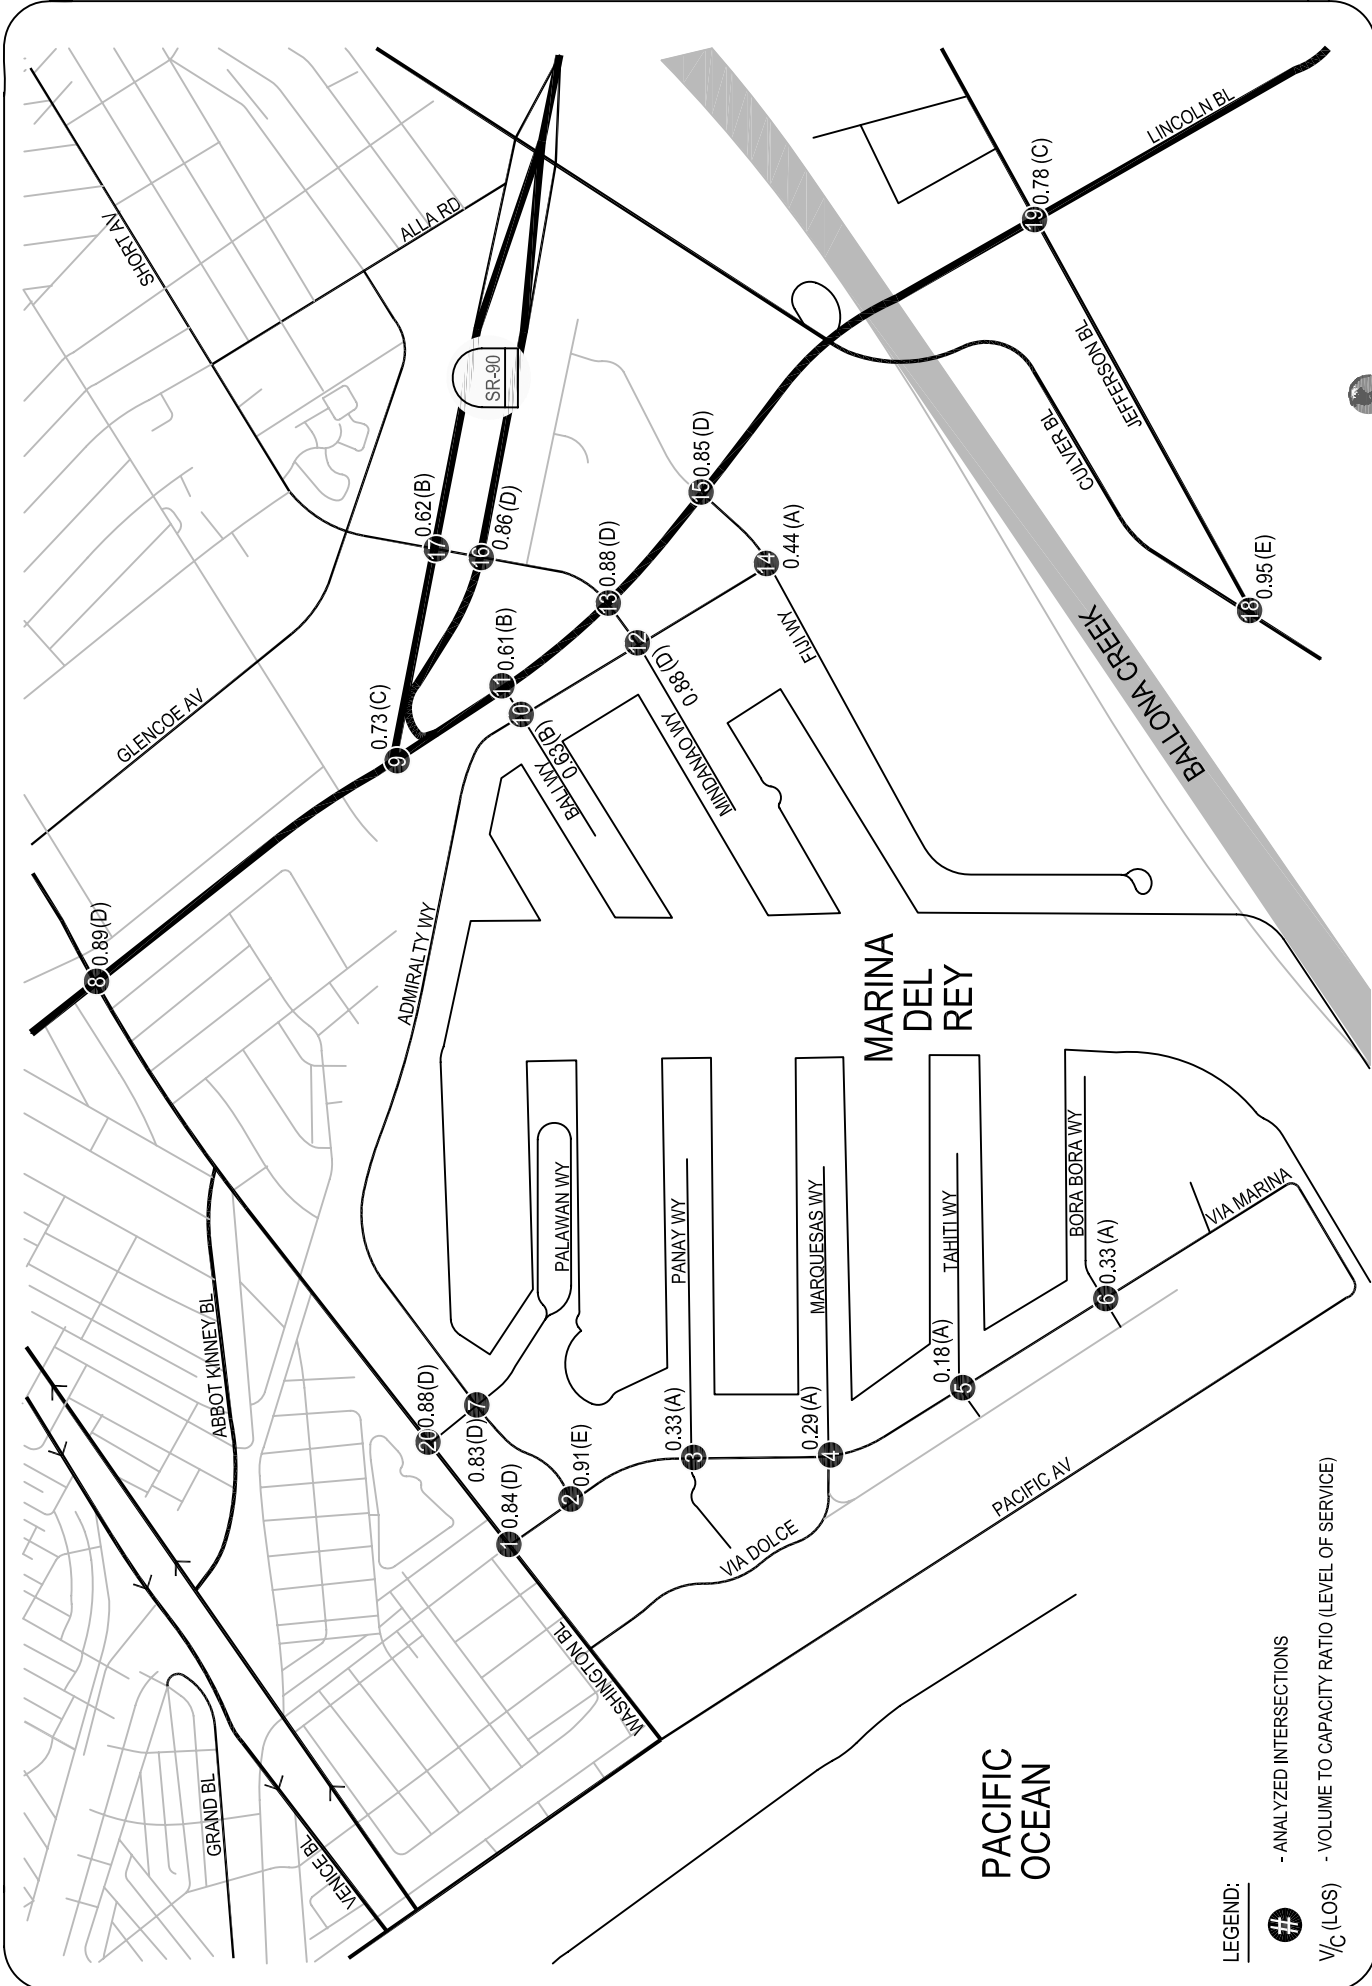 SHORT AV
ALLA RD
SR-90
GLENCOE AV
LINCOLN BL
JEFFERSON BL
CULVER BL
BALLONA CREEK
FIJI WY
MINDANAO WY
BALI WY
ADMIRALTY WY
ABBOT KINNEY BL
GRAND BL
VENICE BL
WASHINGTON BL
PALAWAN WY
PANAY WY
MARQUESAS WY
TAHITI WY
BORA BORA WY
VIA MARINA
VIA DOLCE
PACIFIC AV
MARINA
DEL
REY
PACIFIC
OCEAN
1 0.84 (D)
2 0.91 (E)
3 0.33 (A)
4 0.29 (A)
5 0.18 (A)
6 0.33 (A)
7 0.83 (D)
8 0.89 (D)
9 0.73 (C)
10 0.63 (B)
11 0.61 (B)
12 0.88 (D)
13 0.88 (D)
14 0.44 (A)
15 0.85 (D)
16 0.86 (D)
17 0.62 (B)
18 0.95 (E)
19 0.78 (C)
20 0.88 (D)
LEGEND:
# - ANALYZED INTERSECTIONS
V/C (LOS) - VOLUME TO CAPACITY RATIO (LEVEL OF SERVICE)